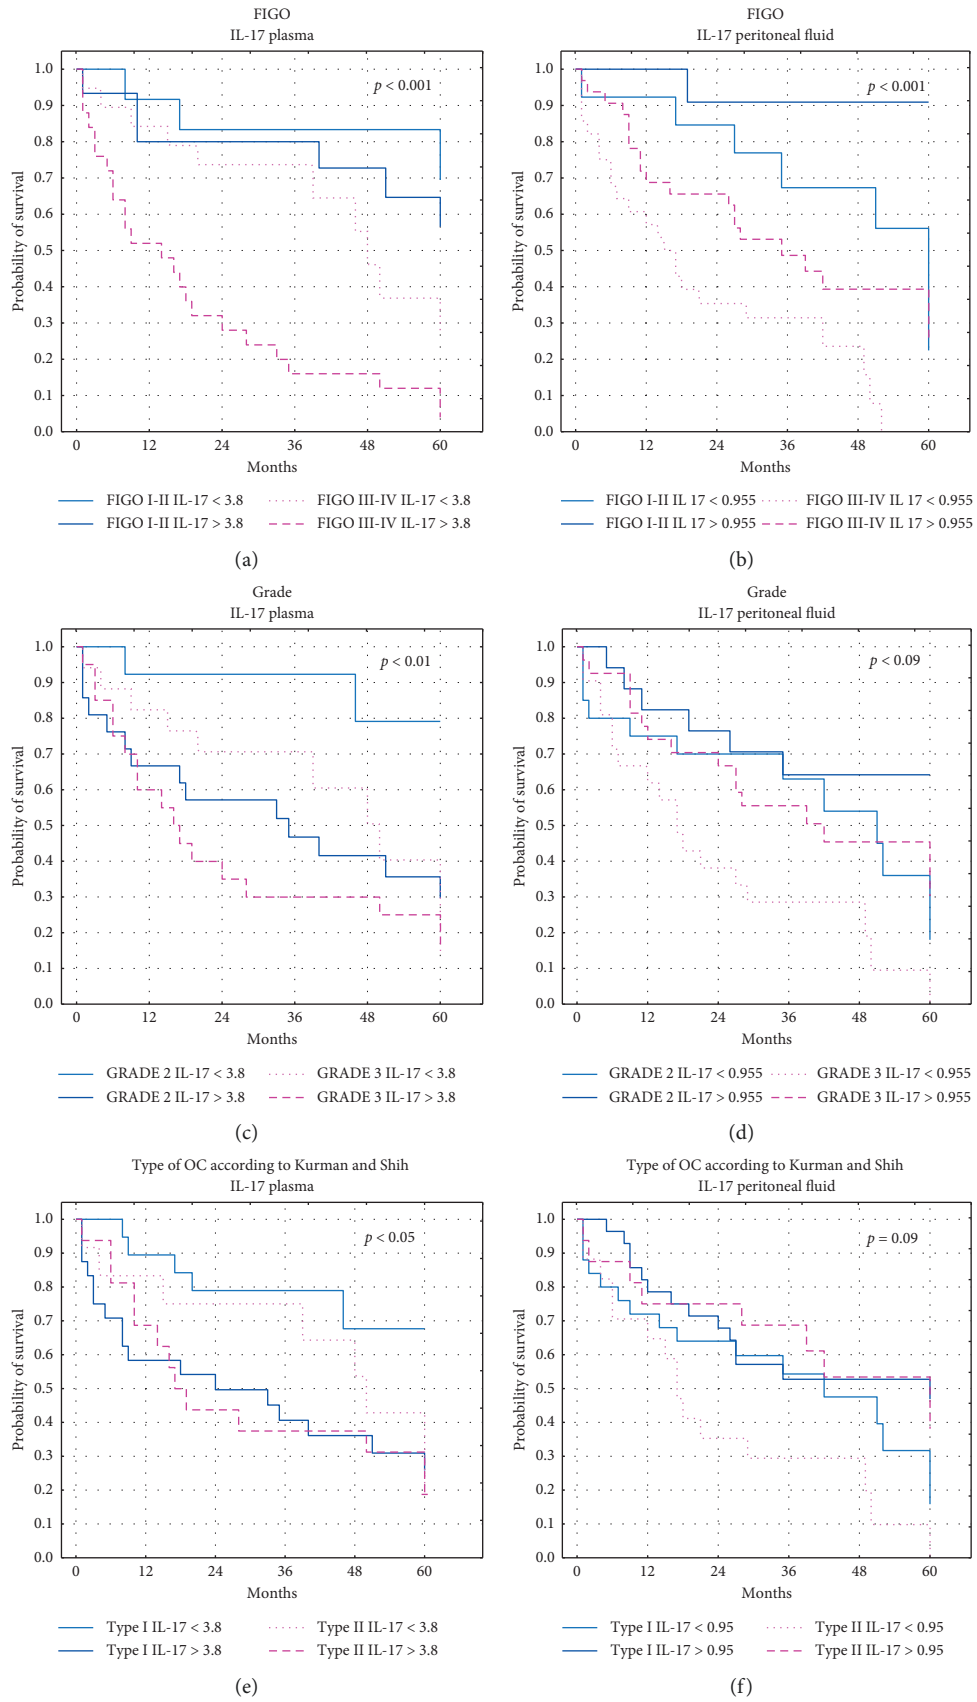 FIGO
IL-17 plasma
p < 0.001
Probability of survival
1.0
0.9
0.8
0.7
0.6
0.5
0.4
0.3
0.2
0.1
0.0
0 12 24 36 48 60
Months
FIGO I-II IL-17 < 3.8 FIGO III-IV IL-17 < 3.8
FIGO I-II IL-17 > 3.8 FIGO III-IV IL-17 > 3.8
(a)
FIGO
IL-17 peritoneal fluid
p < 0.001
Probability of survival
1.0
0.9
0.8
0.7
0.6
0.5
0.4
0.3
0.2
0.1
0.0
0 12 24 36 48 60
Months
FIGO I-II IL 17 < 0.955 FIGO III-IV IL 17 < 0.955
FIGO I-II IL 17 > 0.955 FIGO III-IV IL 17 > 0.955
(b)
Grade
IL-17 plasma
p < 0.01
Probability of survival
1.0
0.9
0.8
0.7
0.6
0.5
0.4
0.3
0.2
0.1
0.0
0 12 24 36 48 60
Months
GRADE 2 IL-17 < 3.8 GRADE 3 IL-17 < 3.8
GRADE 2 IL-17 > 3.8 GRADE 3 IL-17 > 3.8
(c)
Grade
IL-17 peritoneal fluid
p < 0.09
Probability of survival
1.0
0.9
0.8
0.7
0.6
0.5
0.4
0.3
0.2
0.1
0.0
0 12 24 36 48 60
Months
GRADE 2 IL-17 < 0.955 GRADE 3 IL-17 < 0.955
GRADE 2 IL-17 > 0.955 GRADE 3 IL-17 > 0.955
(d)
Type of OC according to Kurman and Shih
IL-17 plasma
p < 0.05
Probability of survival
1.0
0.9
0.8
0.7
0.6
0.5
0.4
0.3
0.2
0.1
0.0
0 12 24 36 48 60
Months
Type I IL-17 < 3.8 Type II IL-17 < 3.8
Type I IL-17 > 3.8 Type II IL-17 > 3.8
(e)
Type of OC according to Kurman and Shih
IL-17 peritoneal fluid
p = 0.09
Probability of survival
1.0
0.9
0.8
0.7
0.6
0.5
0.4
0.3
0.2
0.1
0.0
0 12 24 36 48 60
Months
Type I IL-17 < 0.95 Type II IL-17 < 0.95
Type I IL-17 > 0.95 Type II IL-17 > 0.95
(f)